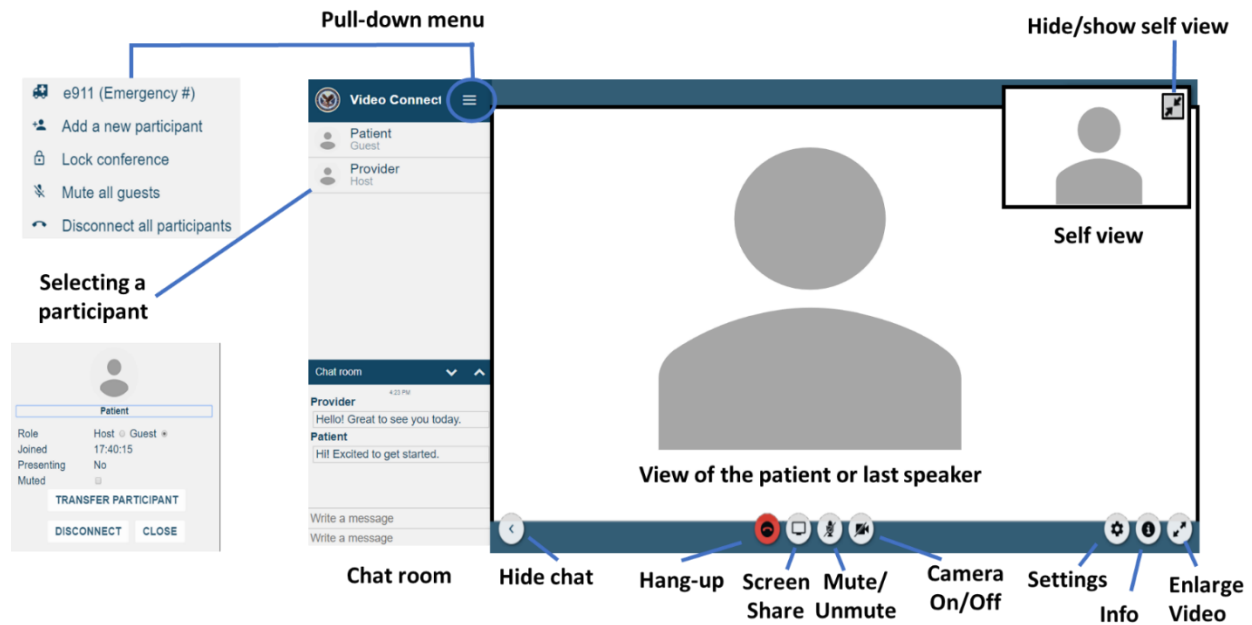 Pull-down menu
Hide/show self view
e911 (Emergency #)
Add a new participant
Lock conference
Mute all guests
Disconnect all participants
Video Connect
Patient
Guest
Provider
Host
Self view
Selecting a
participant
Patient
Role Host Guest
Joined 17:40:15
Presenting No
Muted
TRANSFER PARTICIPANT
DISCONNECT CLOSE
Chat room
4:23 PM
Provider
Hello! Great to see you today.
Patient
Hi! Excited to get started.
Write a message
Write a message
View of the patient or last speaker
Chat room
Hide chat
Hang-up
Screen
Share
Mute/
Unmute
Camera
On/Off
Settings
Info
Enlarge
Video